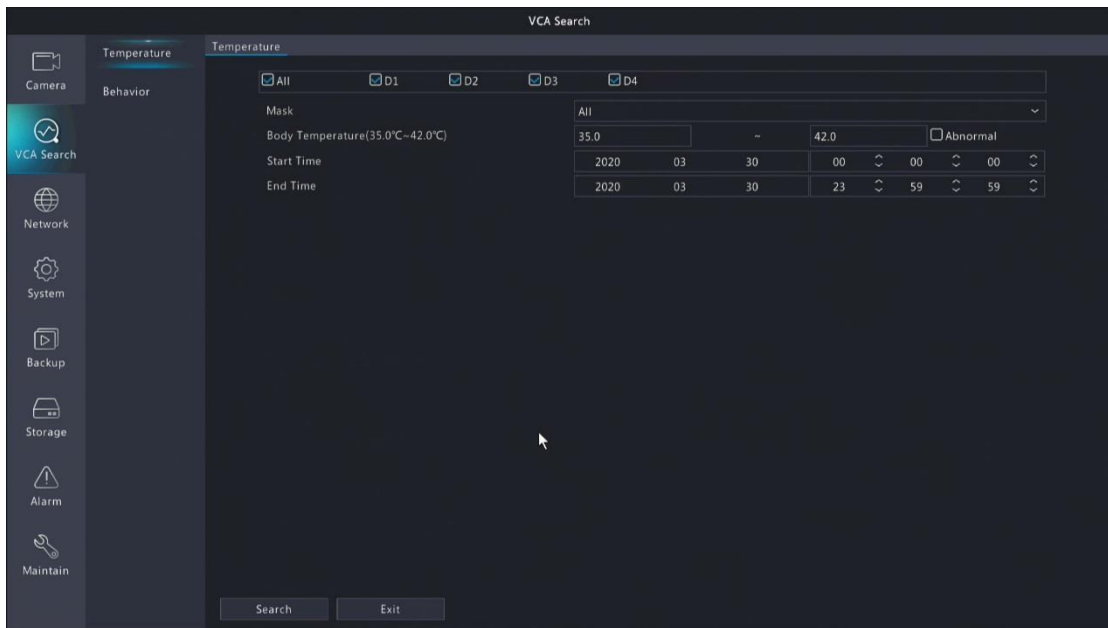 VCA Search
Camera
VCA Search
Network
System
Backup
Storage
Alarm
Maintain
Temperature
Behavior
Temperature
All D1 D2 D3 D4
Mask All
Body Temperature(35.0℃~42.0℃) 35.0 ~ 42.0 Abnormal
Start Time 2020 03 30 00 00 00
End Time 2020 03 30 23 59 59
Search Exit